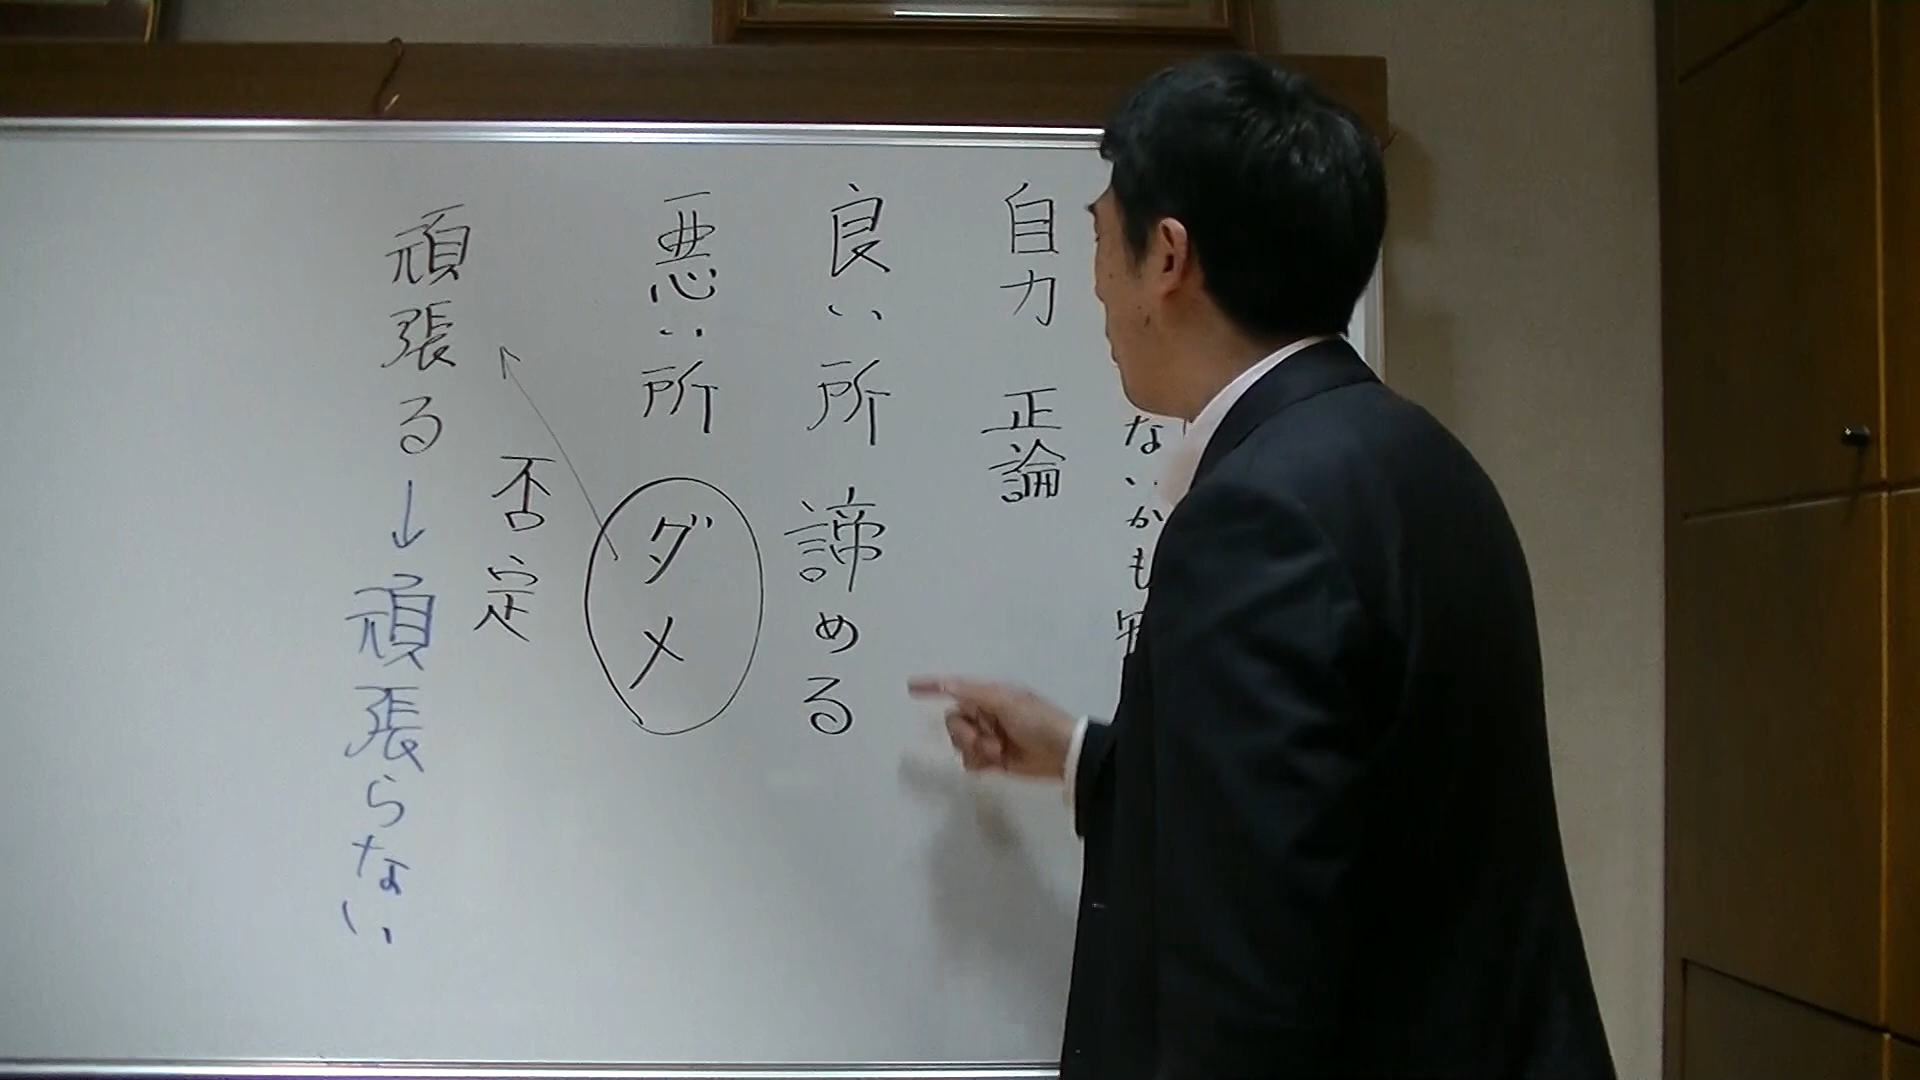 ないかも
自力 正論
良い所 諦める
悪い所 ダメ
否定
頑張る→頑張らない